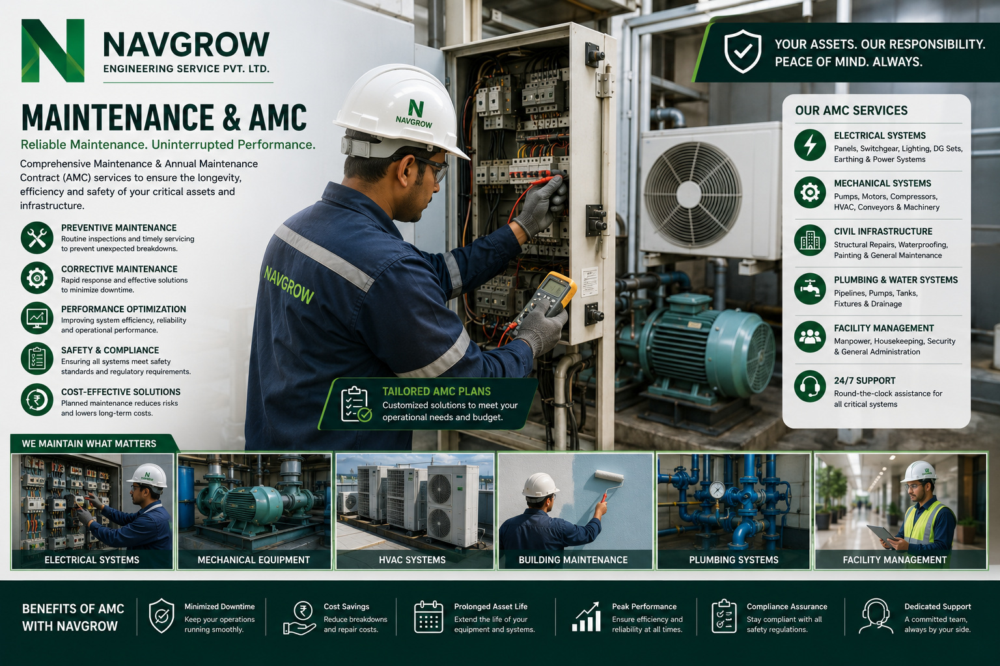 NAVGROW
ENGINEERING SERVICE PVT. LTD.
MAINTENANCE & AMC
Reliable Maintenance. Uninterrupted Performance.
Comprehensive Maintenance & Annual Maintenance
Contract (AMC) services to ensure the longevity,
efficiency and safety of your critical assets and
infrastructure.
PREVENTIVE MAINTENANCE
Routine inspections and timely servicing
to prevent unexpected breakdowns.
CORRECTIVE MAINTENANCE
Rapid response and effective solutions
to minimize downtime.
PERFORMANCE OPTIMIZATION
Improving system efficiency, reliability
and operational performance.
SAFETY & COMPLIANCE
Ensuring all systems meet safety
standards and regulatory requirements.
COST-EFFECTIVE SOLUTIONS
Planned maintenance reduces risks
and lowers long-term costs.
N
NAVGROW
NAVGROW
TAILORED AMC PLANS
Customized solutions to meet your
operational needs and budget.
YOUR ASSETS. OUR RESPONSIBILITY.
PEACE OF MIND. ALWAYS.
OUR AMC SERVICES
ELECTRICAL SYSTEMS
Panels, Switchgear, Lighting, DG Sets,
Earthing & Power Systems
MECHANICAL SYSTEMS
Pumps, Motors, Compressors,
HVAC, Conveyors & Machinery
CIVIL INFRASTRUCTURE
Structural Repairs, Waterproofing,
Painting & General Maintenance
PLUMBING & WATER SYSTEMS
Pipelines, Pumps, Tanks,
Fixtures & Drainage
FACILITY MANAGEMENT
Manpower, Housekeeping, Security
& General Administration
24/7 SUPPORT
Round-the-clock assistance for
all critical systems
WE MAINTAIN WHAT MATTERS
ELECTRICAL SYSTEMS
MECHANICAL EQUIPMENT
HVAC SYSTEMS
BUILDING MAINTENANCE
PLUMBING SYSTEMS
FACILITY MANAGEMENT
BENEFITS OF AMC
WITH NAVGROW
Minimized Downtime
Keep your operations
running smoothly.
Cost Savings
Reduce breakdowns
and repair costs.
Prolonged Asset Life
Extend the life of your
equipment and systems.
Peak Performance
Ensure efficiency and
reliability at all times.
Compliance Assurance
Stay compliant with all
safety regulations.
Dedicated Support
A committed team,
always by your side.